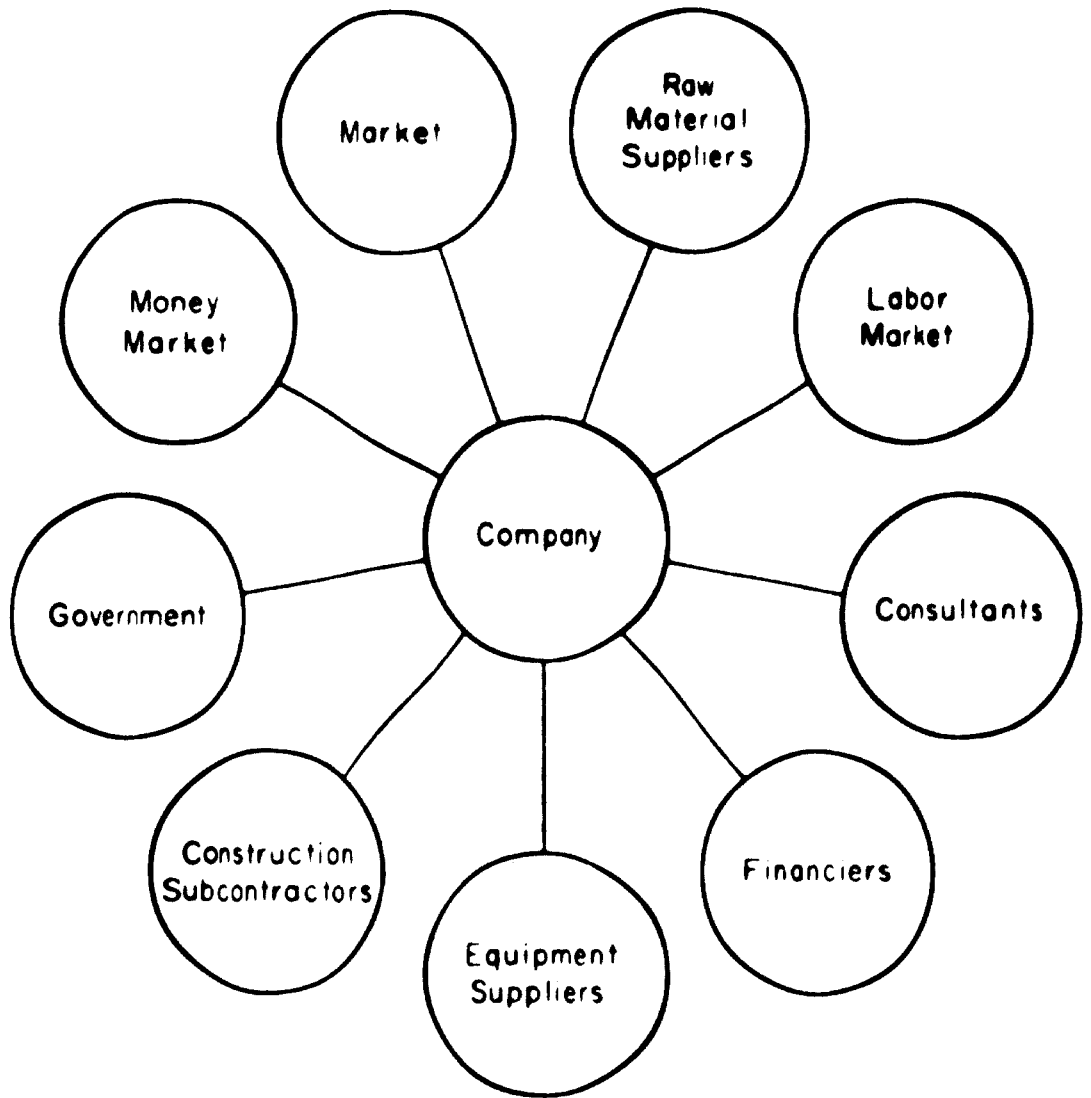 Market
Raw
Material
Suppliers
Money
Market
Labor
Market
Company
Government
Consultants
Construction
Subcontractors
Financiers
Equipment
Suppliers